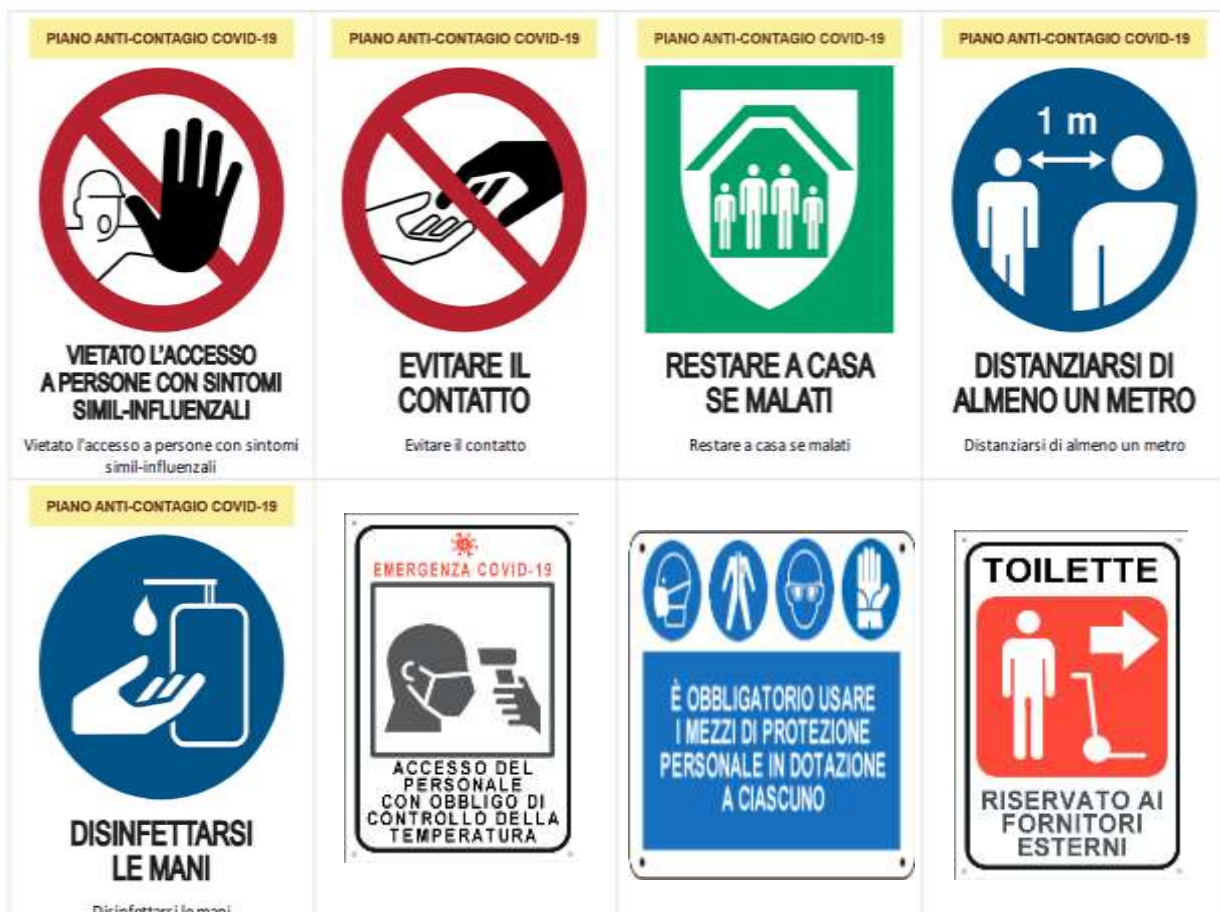 PIANO ANTI-CONTAGIO COVID-19
VIETATO L'ACCESSO
A PERSONE CON SINTOMI
SIMIL-INFLUENZALI
Vietato l'accesso a persone con sintomi
simil-influenzali
PIANO ANTI-CONTAGIO COVID-19
EVITARE IL
CONTATTO
Evitare il contatto
PIANO ANTI-CONTAGIO COVID-19
RESTARE A CASA
SE MALATI
Restare a casa se malati
PIANO ANTI-CONTAGIO COVID-19
1 m
DISTANZIARSI DI
ALMENO UN METRO
Distanziarsi di almeno un metro
PIANO ANTI-CONTAGIO COVID-19
DISINFETTARSI
LE MANI
Disinfettarsi le mani
EMERGENZA COVID-19
ACCESSO DEL
PERSONALE
CON OBBLIGO DI
CONTROLLO DELLA
TEMPERATURA
È OBBLIGATORIO USARE
I MEZZI DI PROTEZIONE
PERSONALE IN DOTAZIONE
A CIASCUNO
TOILETTE
RISERVATO AI
FORNITORI
ESTERNI